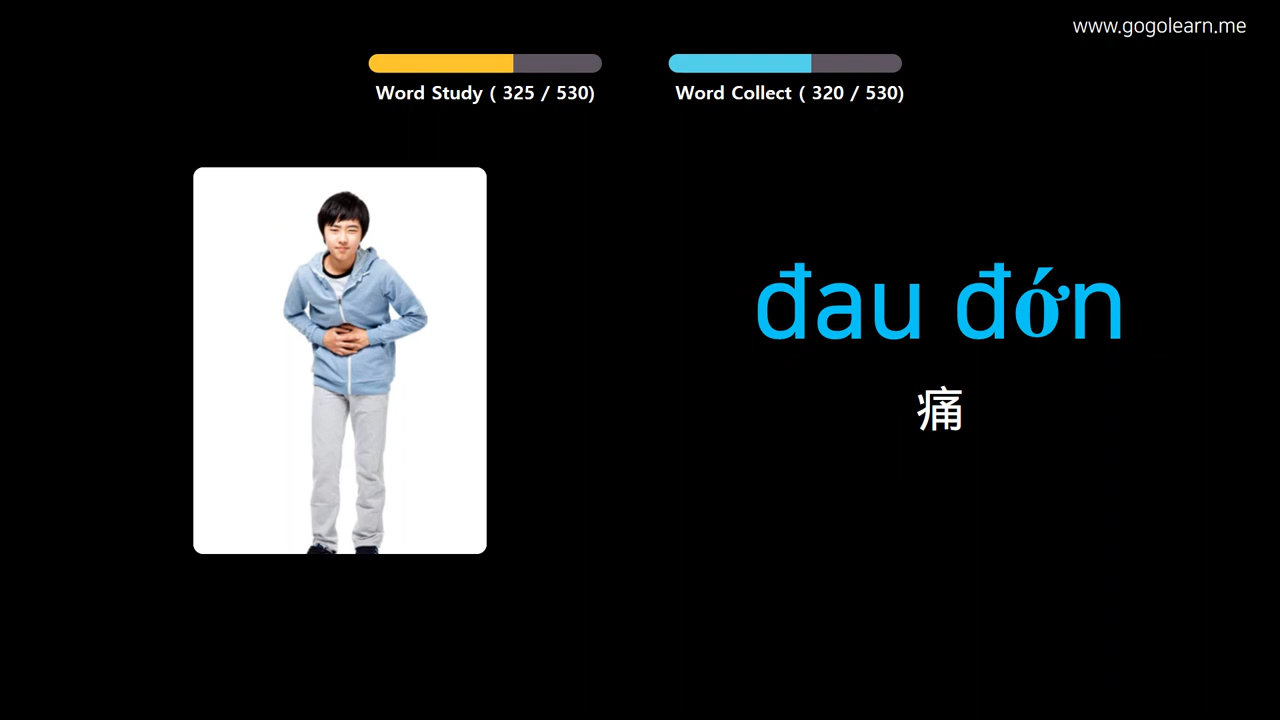 www.gogolearn.me
Word Study ( 325 / 530)
Word Collect ( 320 / 530)
đau đớn
痛